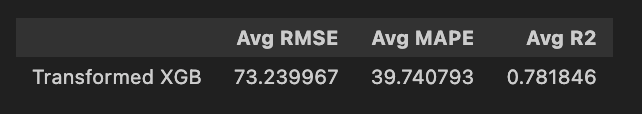 Avg RMSE Avg MAPE Avg R2
Transformed XGB 73.239967 39.740793 0.781846